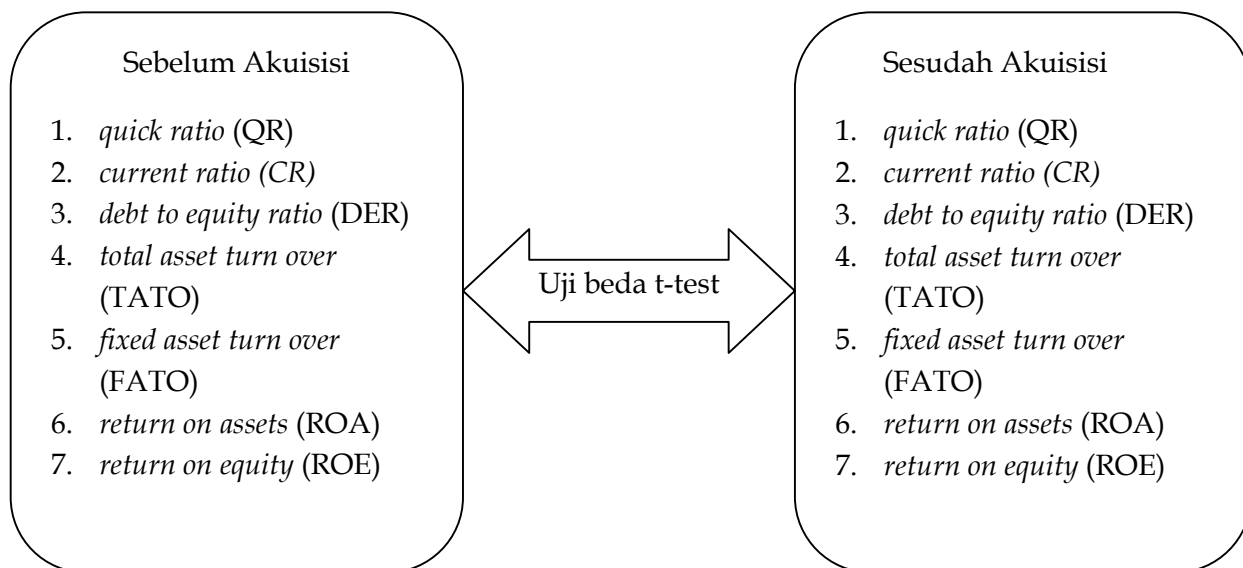 Sebelum Akuisisi
1. quick ratio (QR)
2. current ratio (CR)
3. debt to equity ratio (DER)
4. total asset turn over
(TATO)
5. fixed asset turn over
(FATO)
6. return on assets (ROA)
7. return on equity (ROE)
Uji beda t-test
Sesudah Akuisisi
1. quick ratio (QR)
2. current ratio (CR)
3. debt to equity ratio (DER)
4. total asset turn over
(TATO)
5. fixed asset turn over
(FATO)
6. return on assets (ROA)
7. return on equity (ROE)